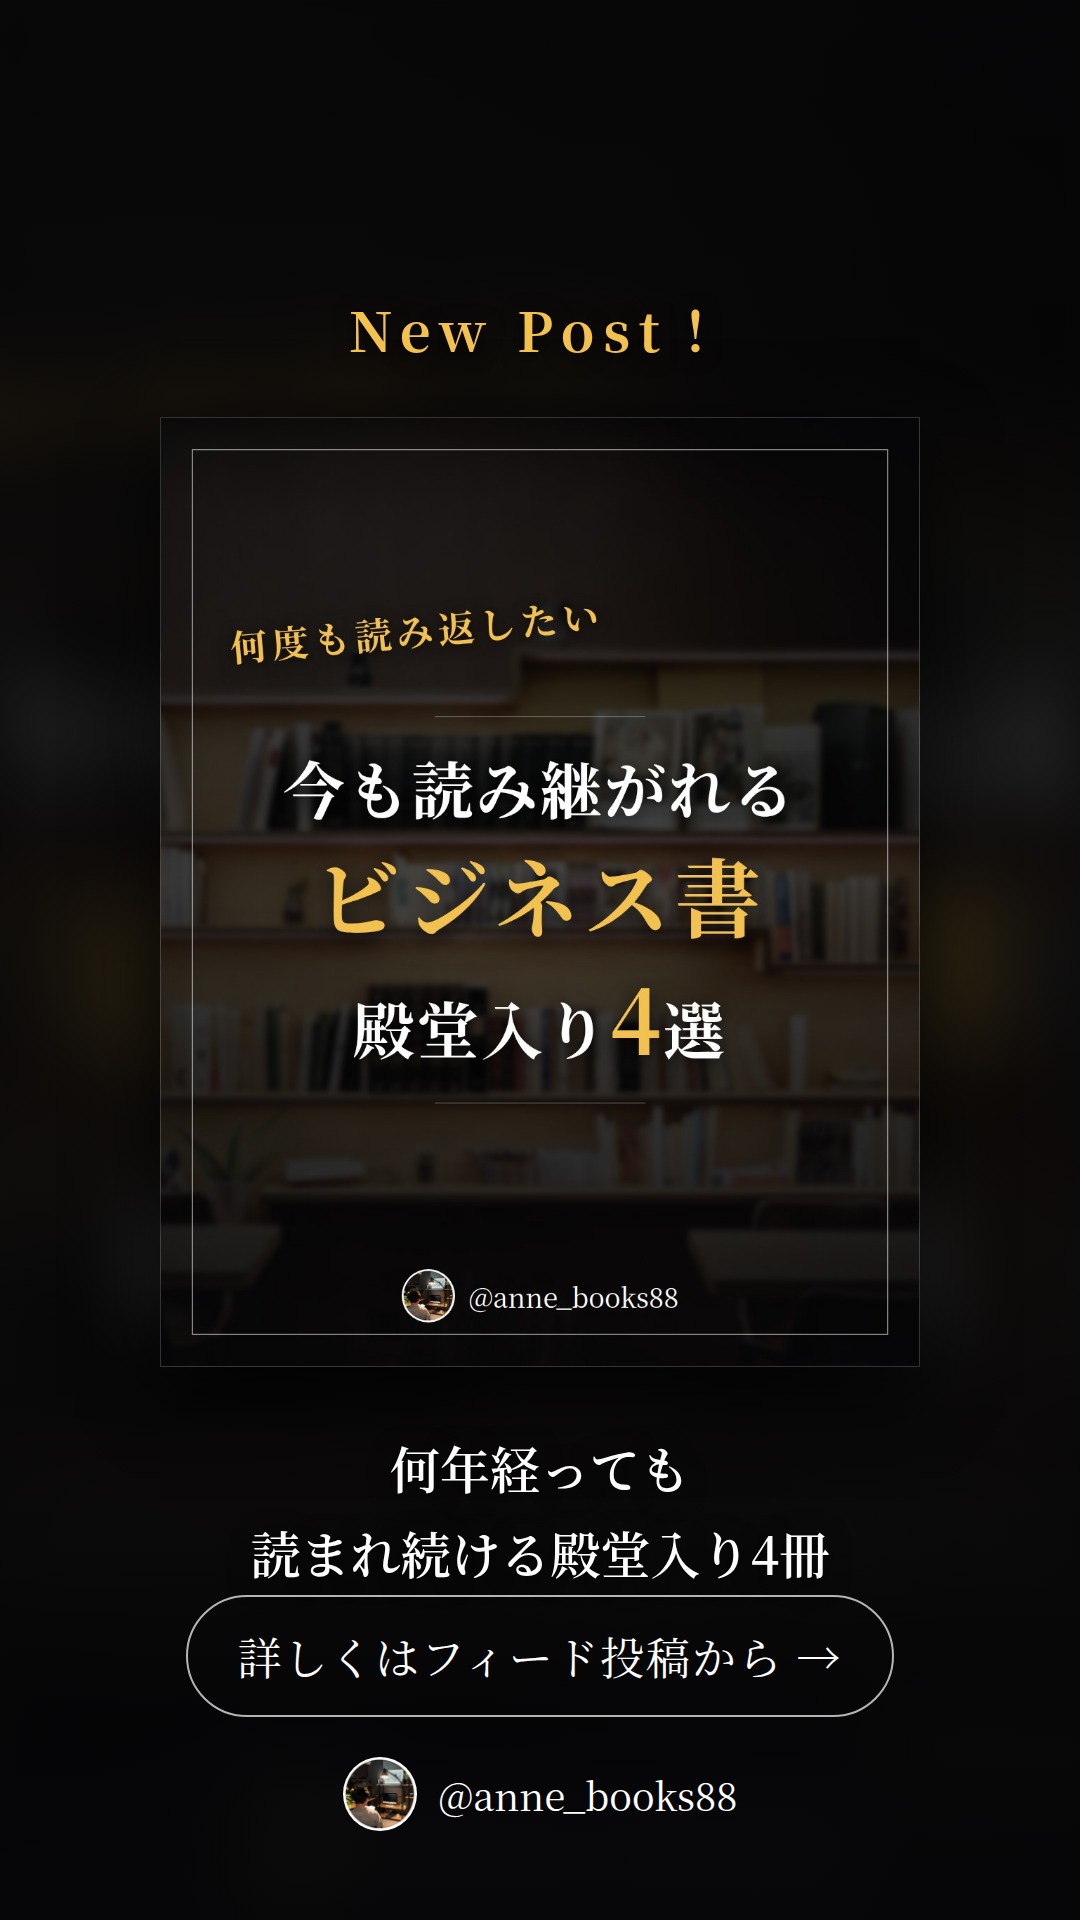 New Post！
何度も読み返したい
今も読み継がれる
ビジネス書
殿堂入り4選
@anne_books88
何年経っても
読まれ続ける殿堂入り4冊
詳しくはフィード投稿から →
@anne_books88